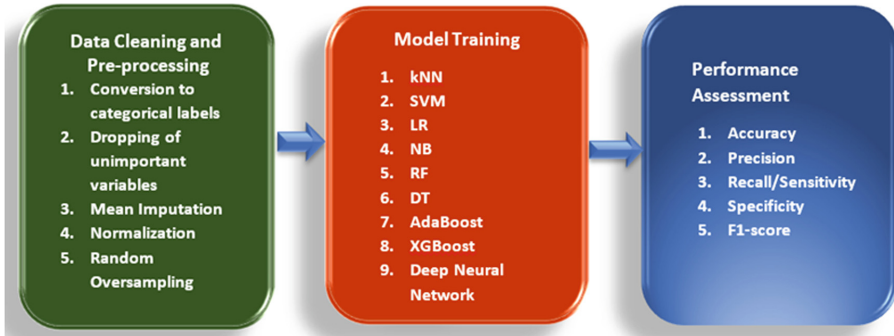 Data Cleaning and
Pre-processing
1. Conversion to
categorical labels
2. Dropping of
unimportant
variables
3. Mean Imputation
4. Normalization
5. Random
Oversampling
Model Training
1. kNN
2. SVM
3. LR
4. NB
5. RF
6. DT
7. AdaBoost
8. XGBoost
9. Deep Neural
Network
Performance
Assessment
1. Accuracy
2. Precision
3. Recall/Sensitivity
4. Specificity
5. F1-score